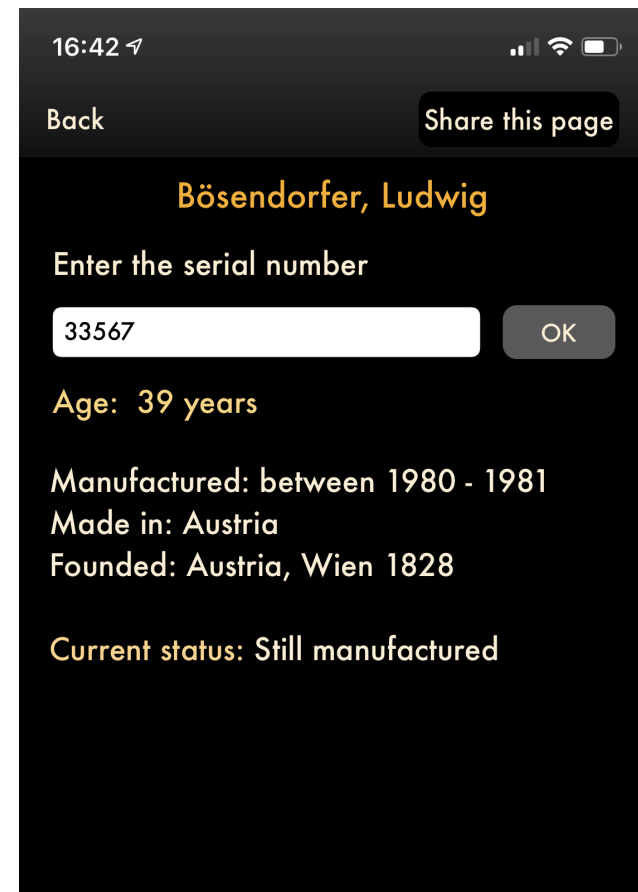 16:42
Back
Share this page
Bösendorfer, Ludwig
Enter the serial number
33567
OK
Age: 39 years
Manufactured: between 1980 - 1981
Made in: Austria
Founded: Austria, Wien 1828
Current status: Still manufactured